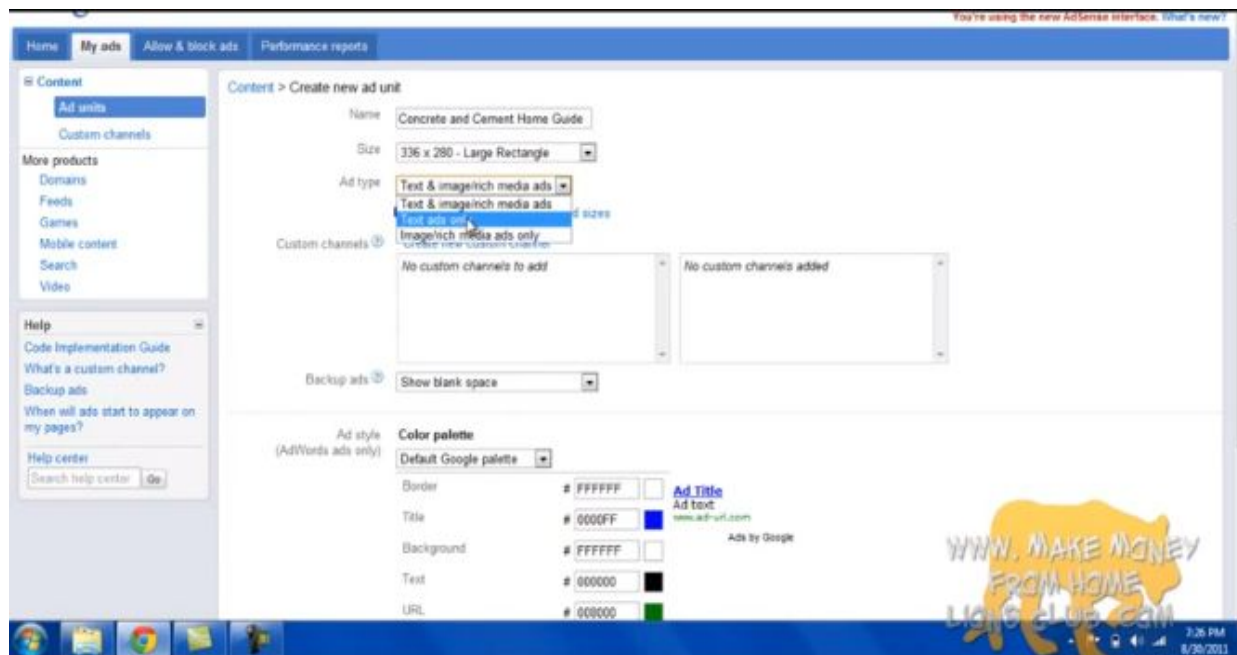 You're using the new AdSense interface. What's new?
Home My ads Allow & block ads Performance reports
Content
Ad units
Custom channels
More products
Domains
Feeds
Games
Mobile content
Search
Video
Help
Code Implementation Guide
What's a custom channel?
Backup ads
When will ads start to appear on
my pages?
Help center
Search help center Go
Content > Create new ad unit
Name Concrete and Cement Home Guide
Size 336 x 280 - Large Rectangle
Ad type Text & image/rich media ads
Text & image/rich media ads
Text ads only
d sizes
Image/rich media ads only
Custom channels Create new custom channel
No custom channels to add
No custom channels added
Backup ads Show blank space
Ad style
(AdWords ads only)
Color palette
Default Google palette
Border # FFFFFF
Title # 0000FF
Background # FFFFFF
Text # 000000
URL # 008000
Ad Title
Ad text
www.ad-url.com
Ads by Google
WWW. MAKE MONEY
FROM HOME
LIONS CLUB .COM
7:26 PM
8/30/2011